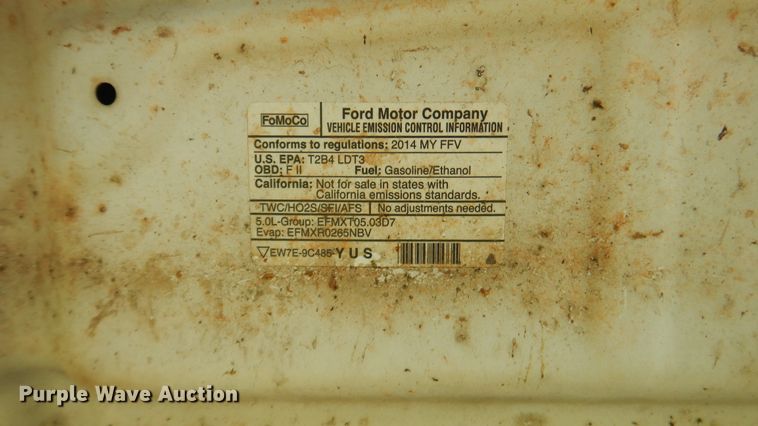 FoMoCo
Ford Motor Company
VEHICLE EMISSION CONTROL INFORMATION
Conforms to regulations: 2014 MY FFV
U.S. EPA: T2B4 LDT3
OBD: F II Fuel: Gasoline/Ethanol
California: Not for sale in states with
California emissions standards.
TWC/HO2S/SFI/AFS No adjustments needed.
5.0L-Group: EFMXT05.03D7
Evap: EFMXR0265NBV
EW7E-9C485- Y U S
Purple Wave Auction